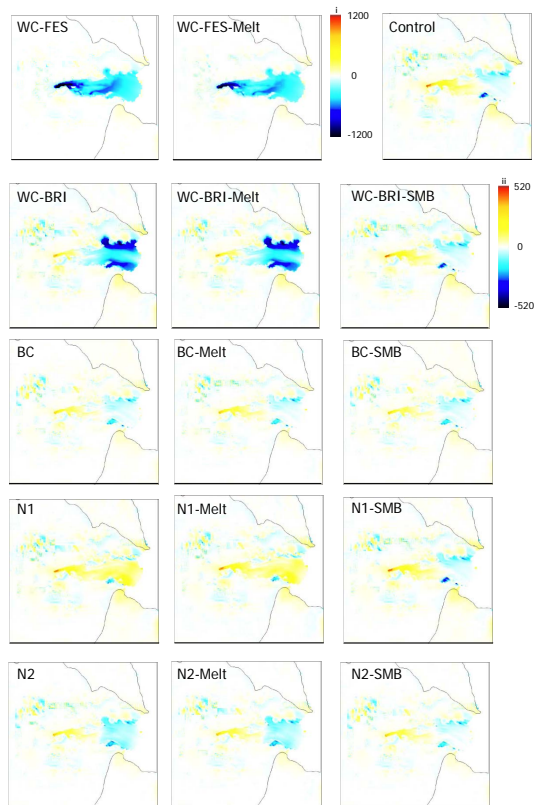 WC-FES WC-FES-Melt i 1200 Control
0
-1200
WC-BRI WC-BRI-Melt WC-BRI-SMB ii 520
0
-520
BC BC-Melt BC-SMB
N1 N1-Melt N1-SMB
N2 N2-Melt N2-SMB